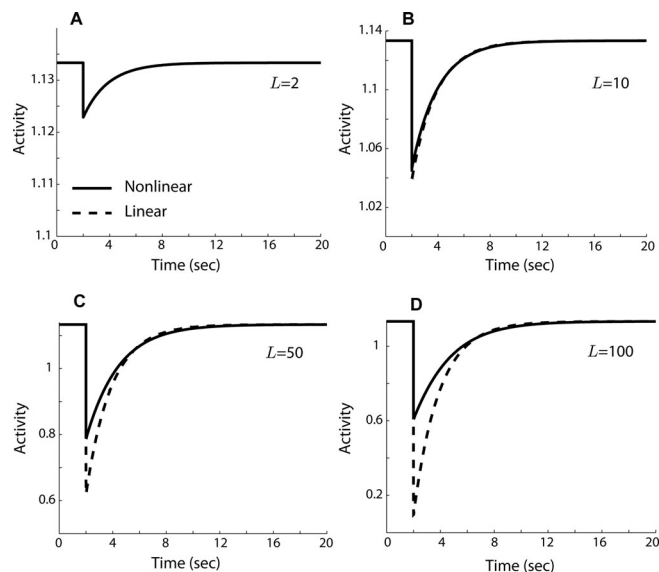 A
Activity
1.13
1.12
1.11
1.1
L=2
Nonlinear
Linear
0 4 8 12 16 20
Time (sec)
B
Activity
1.14
1.1
1.06
1.02
L=10
0 4 8 12 16 20
Time (sec)
C
Activity
1
0.8
0.6
L=50
0 4 8 12 16 20
Time (sec)
D
Activity
1
0.6
0.2
L=100
0 4 8 12 16 20
Time (sec)